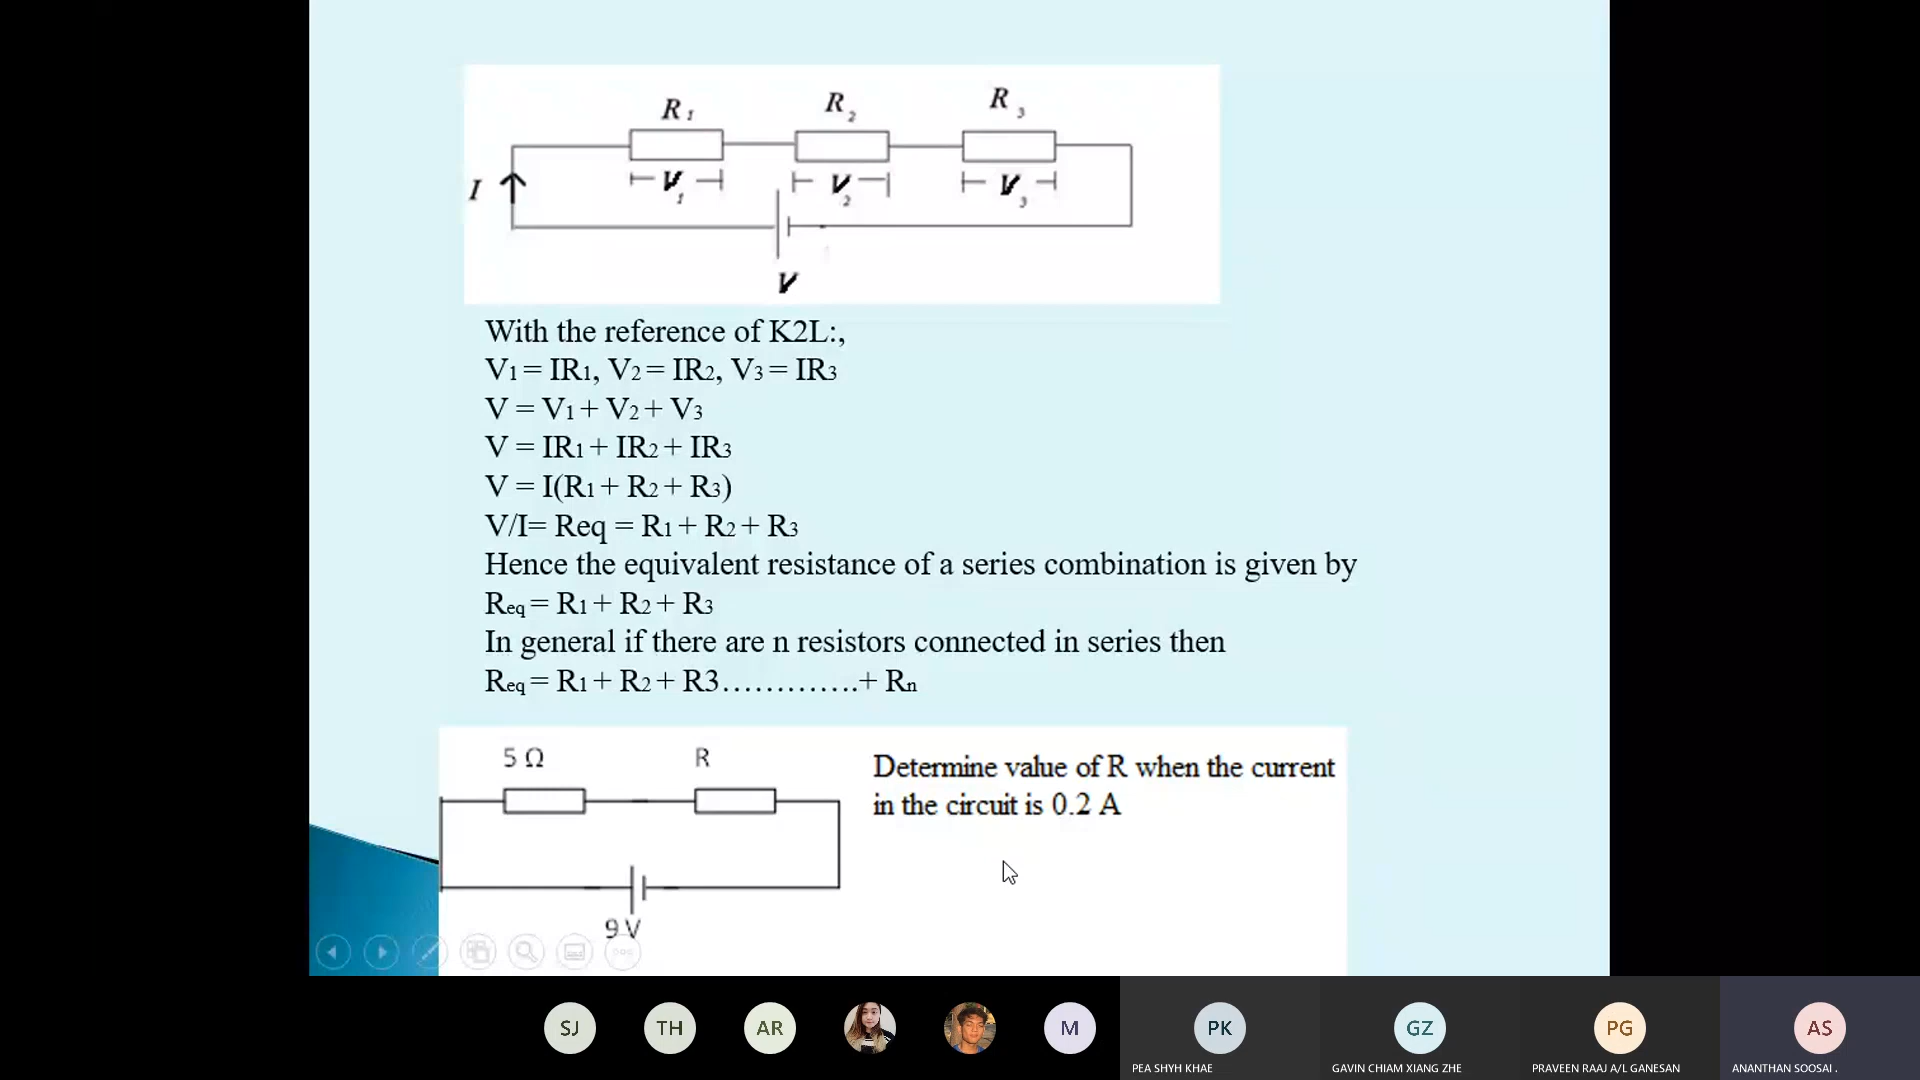 R1 R2 R3
I V1 V2 V3
V
With the reference of K2L:,
V1 = IR1, V2 = IR2, V3 = IR3
V = V1 + V2 + V3
V = IR1 + IR2 + IR3
V = I(R1 + R2 + R3)
V/I= Req = R1 + R2 + R3
Hence the equivalent resistance of a series combination is given by
Req = R1 + R2 + R3
In general if there are n resistors connected in series then
Req = R1 + R2 + R3………….+ Rn
5 Ω R
9 V
Determine value of R when the current
in the circuit is 0.2 A
SJ TH AR M PK GZ PG AS
PEA SHYH KHAE GAVIN CHIAM XIANG ZHE PRAVEEN RAAJ A/L GANESAN ANANTHAN SOOSAI .